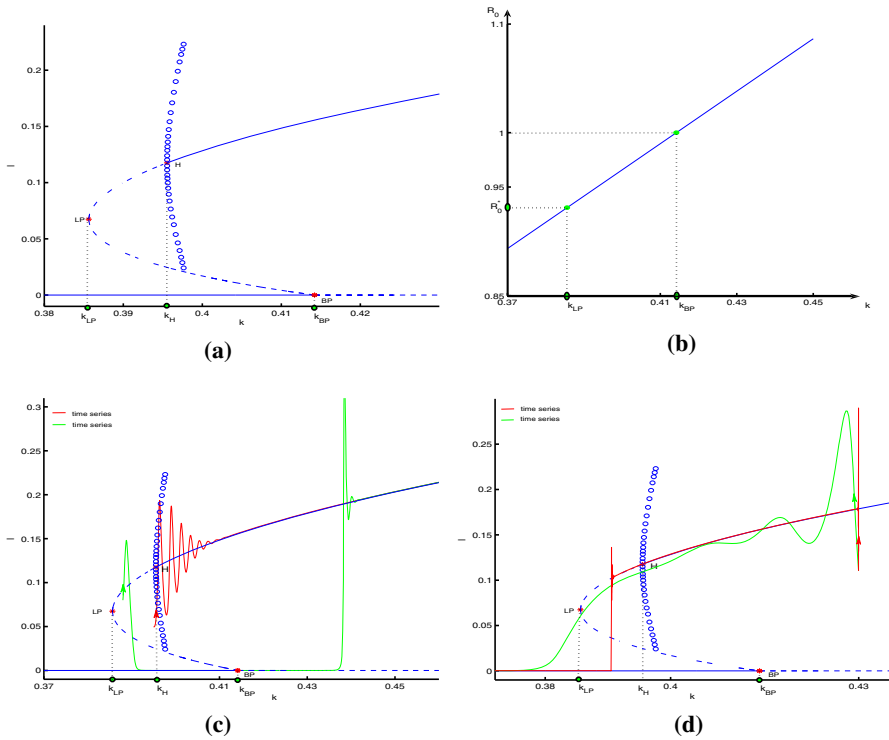 0.2
0.15
0.1
0.05
0
I
LP
H
BP
0.38
k_LP
0.39
k_H
0.4
k
0.41
k_BP
0.42
(a)
R_0
1.1
1
0.95
R_0^*
0.85
0.37
k_LP
0.41
k_BP
0.43
0.45
k
(b)
time series
time series
0.3
0.25
0.2
0.15
0.1
0.05
0
I
LP
H
BP
0.37
k_LP
k_H
0.41
k_BP
k
0.43
0.45
(c)
time series
time series
0.3
0.25
0.2
0.15
0.1
0.05
0
I
LP
H
BP
0.38
k_LP
k_H
0.4
k_BP
0.43
k
(d)